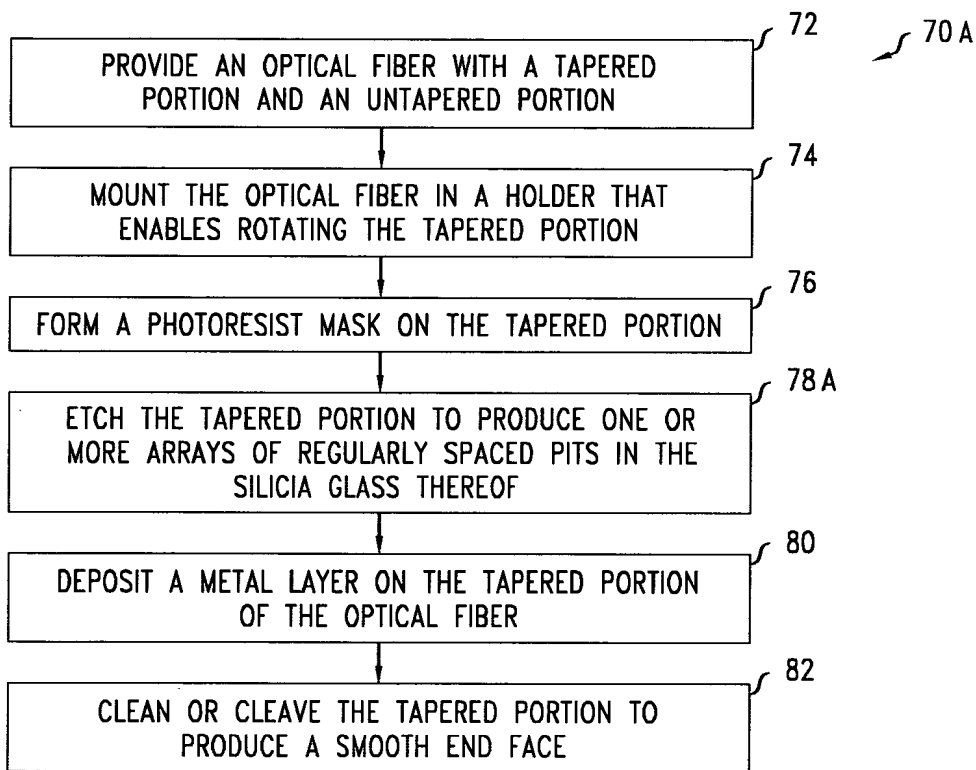 72
70 A
PROVIDE AN OPTICAL FIBER WITH A TAPERED
PORTION AND AN UNTAPERED PORTION
74
MOUNT THE OPTICAL FIBER IN A HOLDER THAT
ENABLES ROTATING THE TAPERED PORTION
76
FORM A PHOTORESIST MASK ON THE TAPERED PORTION
78 A
ETCH THE TAPERED PORTION TO PRODUCE ONE OR
MORE ARRAYS OF REGULARLY SPACED PITS IN THE
SILICIA GLASS THEREOF
80
DEPOSIT A METAL LAYER ON THE TAPERED PORTION
OF THE OPTICAL FIBER
82
CLEAN OR CLEAVE THE TAPERED PORTION TO
PRODUCE A SMOOTH END FACE